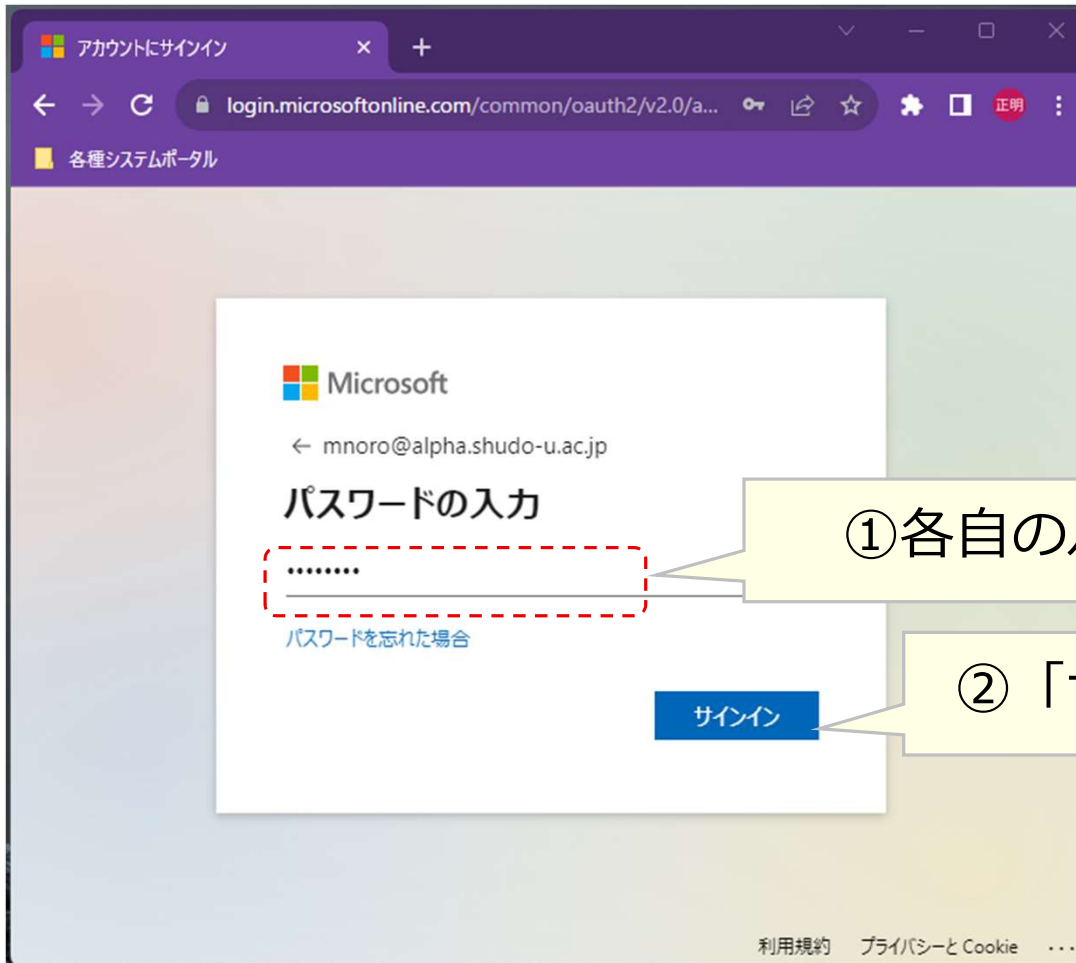 アカウントにサインイン
login.microsoftonline.com/common/oauth2/v2.0/a...
正明
各種システムポータル
Microsoft
← mnoro@alpha.shudo-u.ac.jp
パスワードの入力
••••••••
①各自の
パスワードを忘れた場合
②「
サインイン
利用規約 プライバシーと Cookie ...